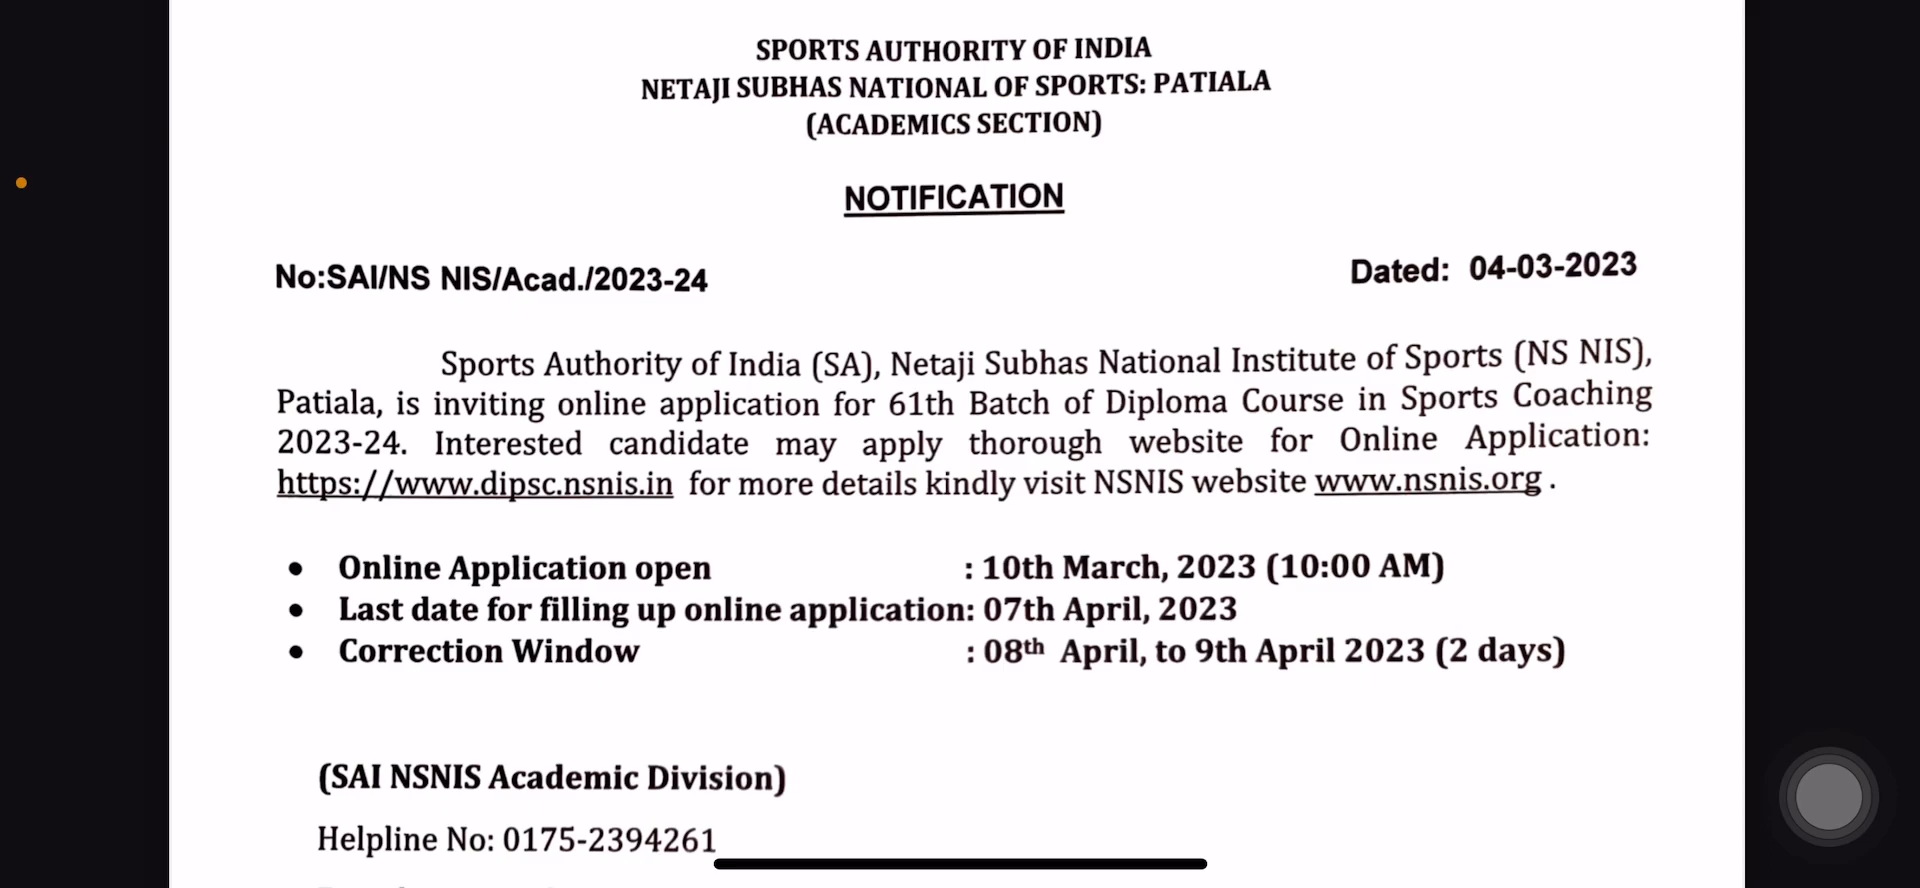 SPORTS AUTHORITY OF INDIA
NETAJI SUBHAS NATIONAL OF SPORTS: PATIALA
(ACADEMICS SECTION)
NOTIFICATION
No:SAI/NS NIS/Acad./2023-24
Dated: 04-03-2023
Sports Authority of India (SA), Netaji Subhas National Institute of Sports (NS NIS),
Patiala, is inviting online application for 61th Batch of Diploma Course in Sports Coaching
2023-24. Interested candidate may apply thorough website for Online Application:
https://www.dipsc.nsnis.in for more details kindly visit NSNIS website www.nsnis.org .
• Online Application open : 10th March, 2023 (10:00 AM)
• Last date for filling up online application: 07th April, 2023
• Correction Window : 08th April, to 9th April 2023 (2 days)
(SAI NSNIS Academic Division)
Helpline No: 0175-2394261